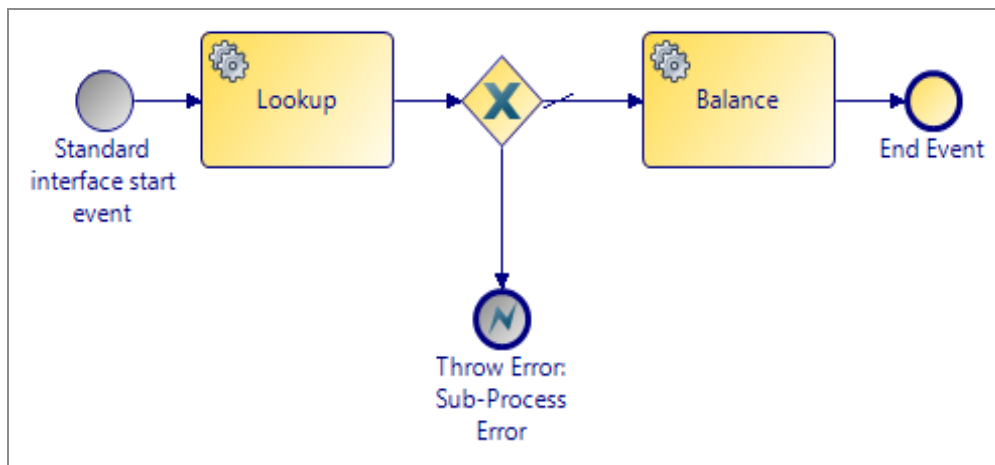 Lookup
Balance
Standard
interface start
event
End Event
Throw Error:
Sub-Process
Error